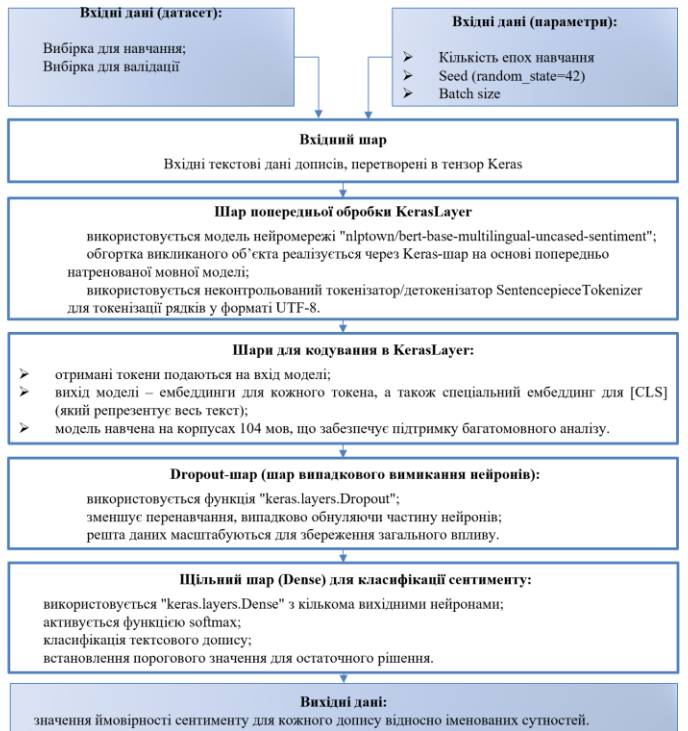 Вхідні дані (датасет):
Вибірка для навчання;
Вибірка для валідації
Вхідні дані (параметри):
➢ Кількість епох навчання
➢ Seed (random_state=42)
➢ Batch size
Вхідний шар
Вхідні текстові дані дописів, перетворені в тензор Keras
Шар попередньої обробки KerasLayer
використовується модель нейромережі "nlptown/bert-base-multilingual-uncased-sentiment";
обгортка викликаного об’єкта реалізується через Keras-шар на основі попередньо
натренованої мовної моделі;
використовується неконтрольований токенізатор/детокенізатор SentencepieceTokenizer
для токенізації рядків у форматі UTF-8.
Шари для кодування в KerasLayer:
➢ отримані токени подаються на вхід моделі;
➢ вихід моделі – ембеддинги для кожного токена, а також спеціальний ембеддинг для [CLS]
(який репрезентує весь текст);
➢ модель навчена на корпусах 104 мов, що забезпечує підтримку багатомовного аналізу.
Dropout-шар (шар випадкового вимикання нейронів):
використовується функція "keras.layers.Dropout";
зменшує перенавчання, випадково обнуляючи частину нейронів;
решта даних масштабуються для збереження загального впливу.
Щільний шар (Dense) для класифікації сентименту:
використовується "keras.layers.Dense" з кількома вихідними нейронами;
активується функцією softmax;
класифікація тектсового допису;
встановлення порогового значення для остаточного рішення.
Вихідні дані:
значення ймовірності сентименту для кожного допису відносно іменованих сутностей.